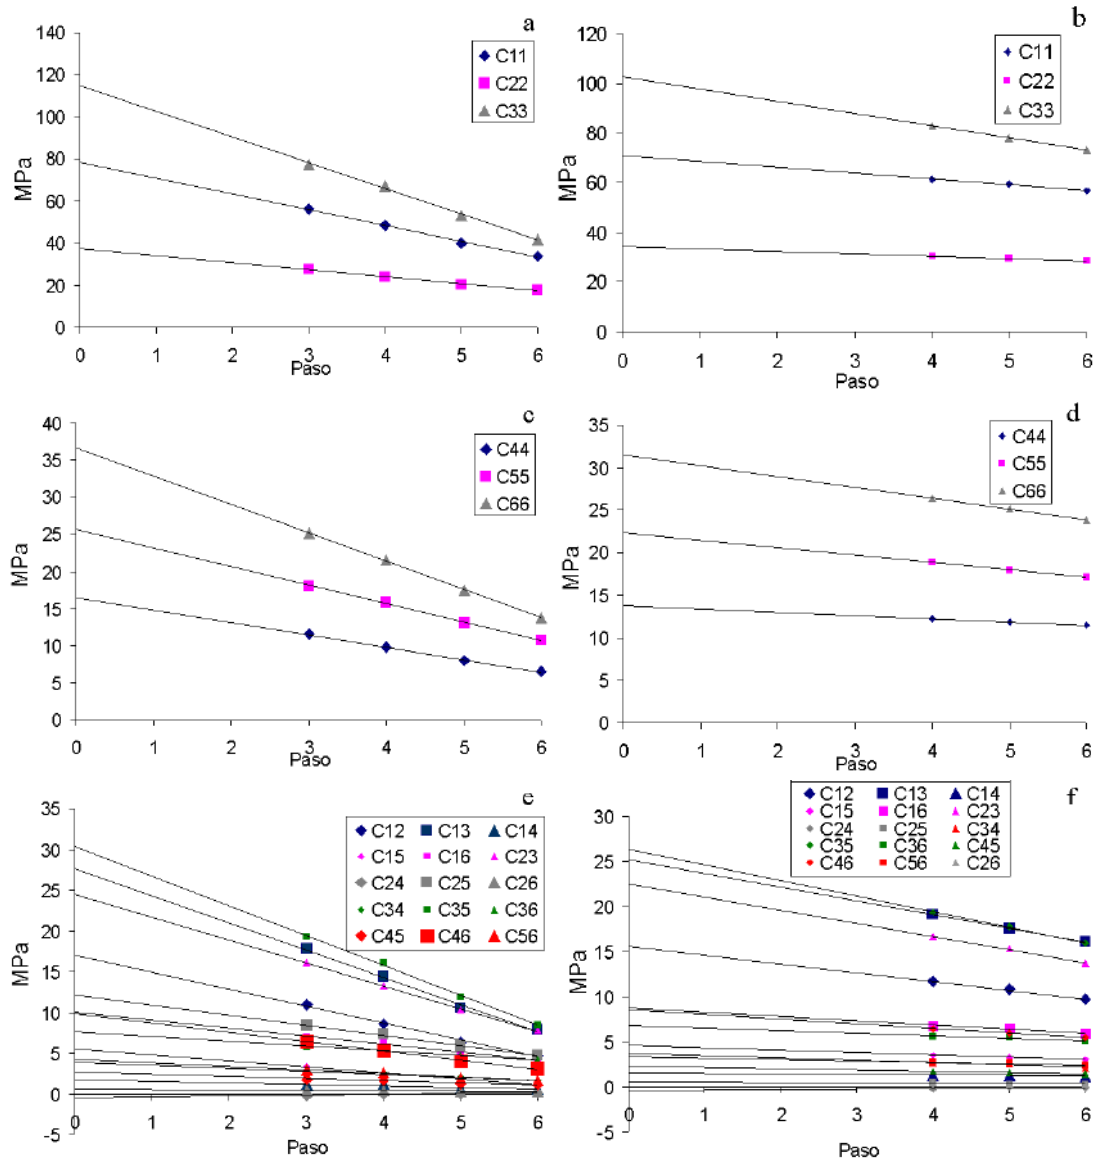 a
140
120
100
80
60
40
20
0
MPa
C11
C22
C33
0 1 2 3 4 5 6
Paso
b
120
100
80
60
40
20
0
MPa
C11
C22
C33
0 1 2 3 4 5 6
Paso
c
40
35
30
25
20
15
10
5
0
MPa
C44
C55
C66
0 1 2 3 4 5 6
Paso
d
35
30
25
20
15
10
5
0
MPa
C44
C55
C66
0 1 2 3 4 5 6
Paso
e
35
30
25
20
15
10
5
0
-5
MPa
C12 C13 C14
C15 C16 C23
C24 C25 C26
C34 C35 C36
C45 C46 C56
0 1 2 3 4 5 6
Paso
f
30
25
20
15
10
5
0
-5
MPa
C12 C13 C14
C15 C16 C23
C24 C25 C34
C35 C36 C45
C46 C56 C26
0 1 2 3 4 5 6
Paso